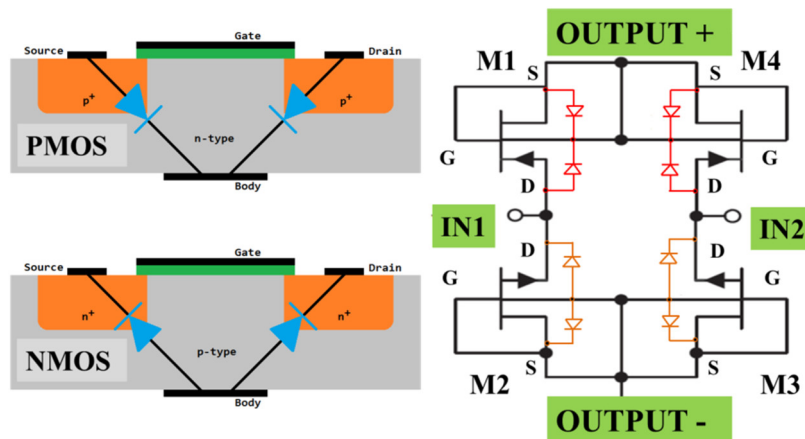 Gate
Source
Drain
p+
p+
n-type
PMOS
Body
Gate
Source
Drain
n+
n+
p-type
NMOS
Body
OUTPUT +
M1
M4
S
S
G
G
D
D
IN1
IN2
D
D
G
G
S
S
M2
M3
OUTPUT -